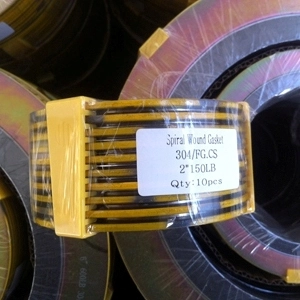 Spiral Wound Gasket
304/FG.CS
2"150LB
Qty:10pcs